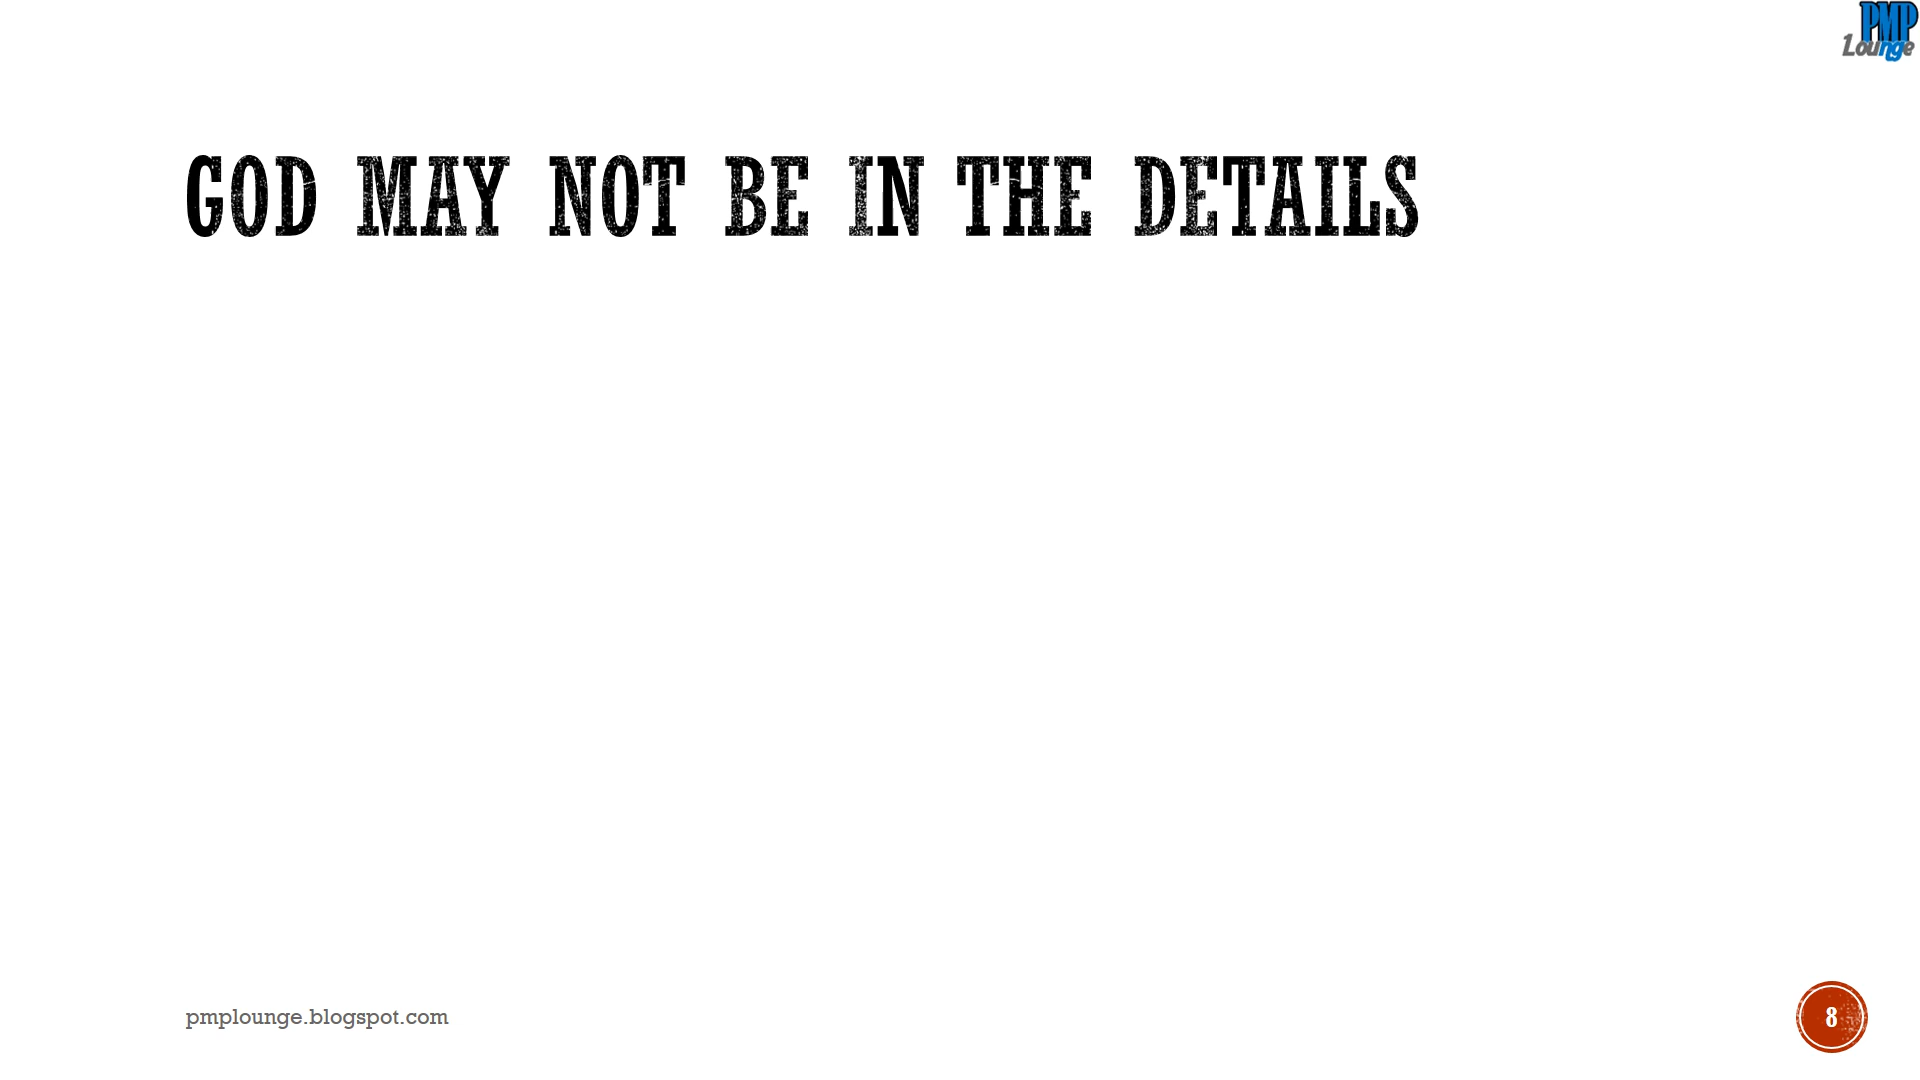 PMP
Lounge
GOD MAY NOT BE IN THE DETAILS
pmplounge.blogspot.com
8